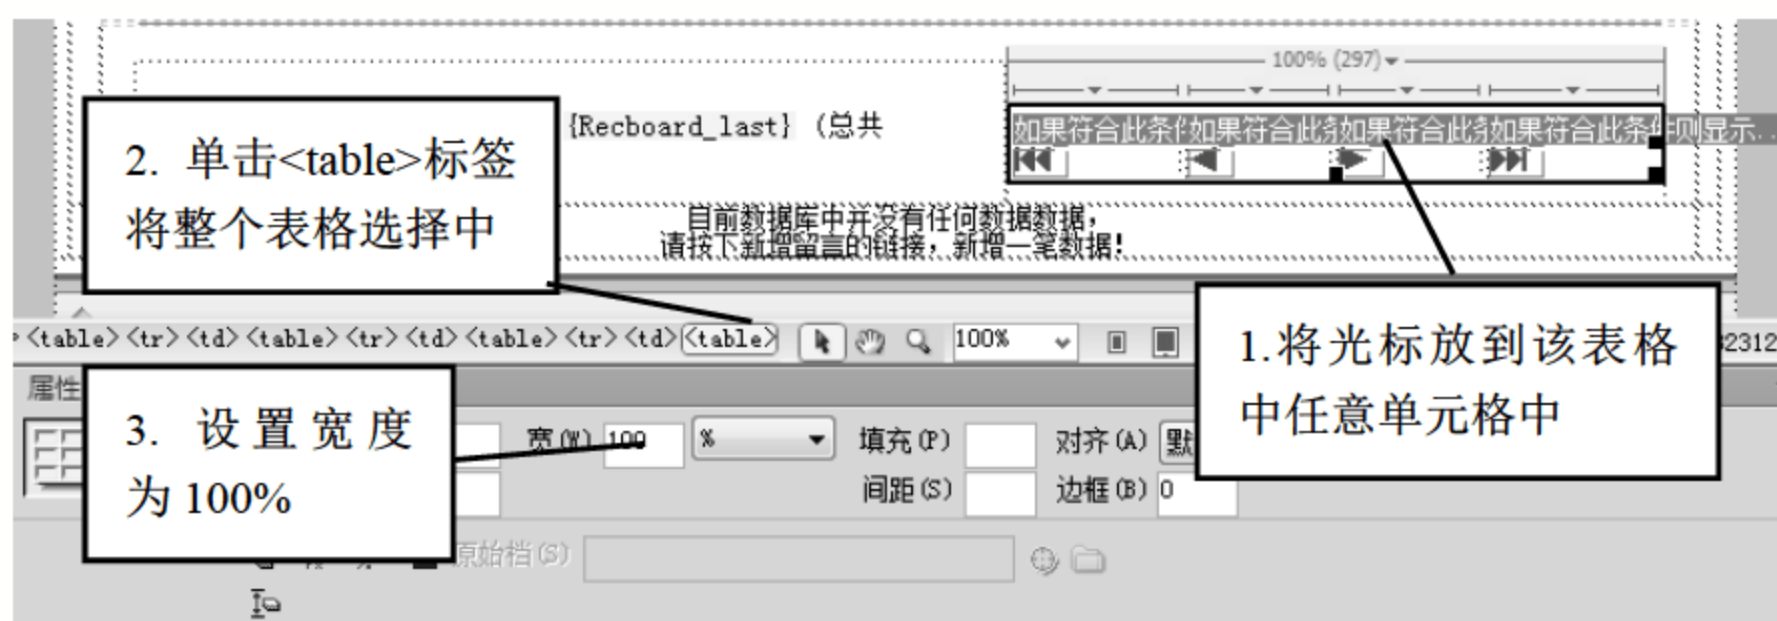 100% (297)
{Recboard_last} (总共
如果符合此条件 如果符合此条 如果符合此条 如果符合此条件则显示..
2. 单击<table>标签
将整个表格选择中
目前数据库中并没有任何数据数据，
请按下新增留言的链接，新增一笔数据！
<table> <tr> <td> <table> <tr> <td> <table> <tr> <td> <table>
100%
2312
1.将光标放到该表格
中任意单元格中
属性
3. 设置宽度
为 100%
宽(W) 100 % 填充(P) 对齐(A) 默
间距(S) 边框(B) 0
原始档(S)